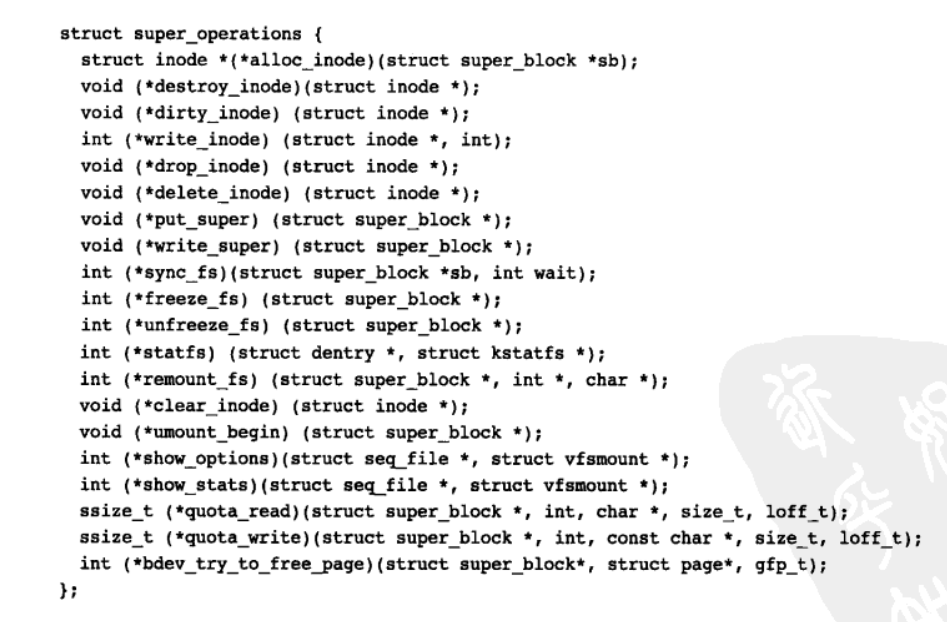 struct super_operations {
struct inode *(*alloc_inode)(struct super_block *sb);
void (*destroy_inode)(struct inode *);
void (*dirty_inode) (struct inode *);
int (*write_inode) (struct inode *, int);
void (*drop_inode) (struct inode *);
void (*delete_inode) (struct inode *);
void (*put_super) (struct super_block *);
void (*write_super) (struct super_block *);
int (*sync_fs)(struct super_block *sb, int wait);
int (*freeze_fs) (struct super_block *);
int (*unfreeze_fs) (struct super_block *);
int (*statfs) (struct dentry *, struct kstatfs *);
int (*remount_fs) (struct super_block *, int *, char *);
void (*clear_inode) (struct inode *);
void (*umount_begin) (struct super_block *);
int (*show_options)(struct seq_file *, struct vfsmount *);
int (*show_stats)(struct seq_file *, struct vfsmount *);
ssize_t (*quota_read)(struct super_block *, int, char *, size_t, loff_t);
ssize_t (*quota_write)(struct super_block *, int, const char *, size_t, loff_t);
int (*bdev_try_to_free_page)(struct super_block*, struct page*, gfp_t);
};